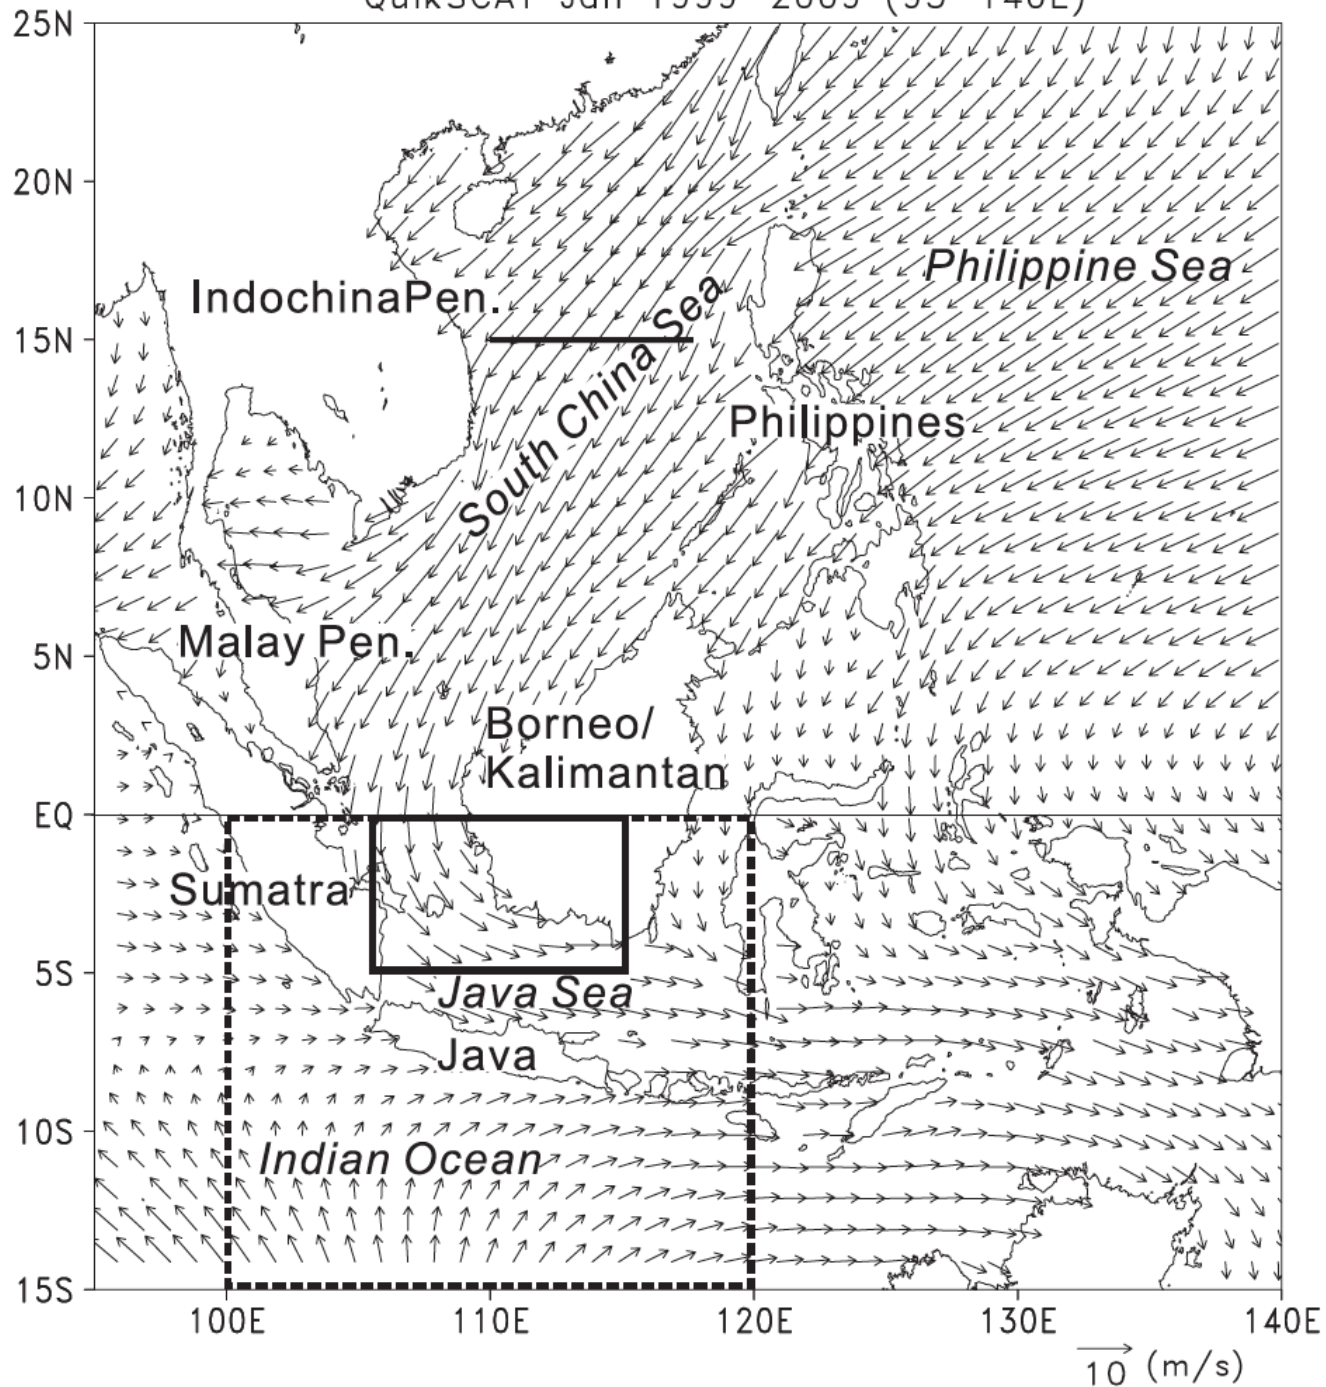 QuikSCAT Jan 1999-2009 (95-140E)
25N
20N
Philippine Sea
IndochinaPen.
15N
South China Sea
Philippines
10N
Malay Pen.
5N
Borneo/
Kalimantan
EQ
Sumatra
5S
Java Sea
Java
10S
Indian Ocean
15S
100E
110E
120E
130E
140E
10 (m/s)